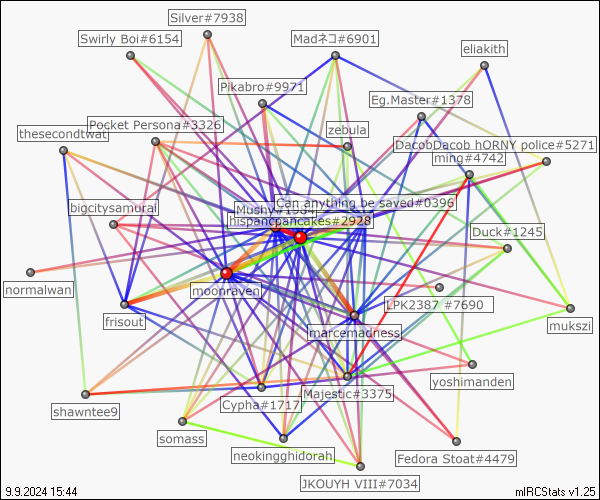 Silver#7938
Swirly Boi#6154
Madネコ#6901
eliakith
Pikabro#9971
Eg.Master#1378
Pocket Persona#3326
zebula
thesecondtwat
DacobDacob hORNY police#5271
ming#4742
bigcitysamurai
Can anything be saved#0396
Mushy#1984
hispancpancakes#2928
Duck#1245
normalwan
moonraven
LPK2387 #7690
frisout
marcemadness
mukszi
yoshimanden
shawntee9
Cypha#1717
Majestic#3375
somass
neokingghidorah
Fedora Stoat#4479
JKOUYH VIII#7034
9.9.2024 15:44
mIRCStats v1.25